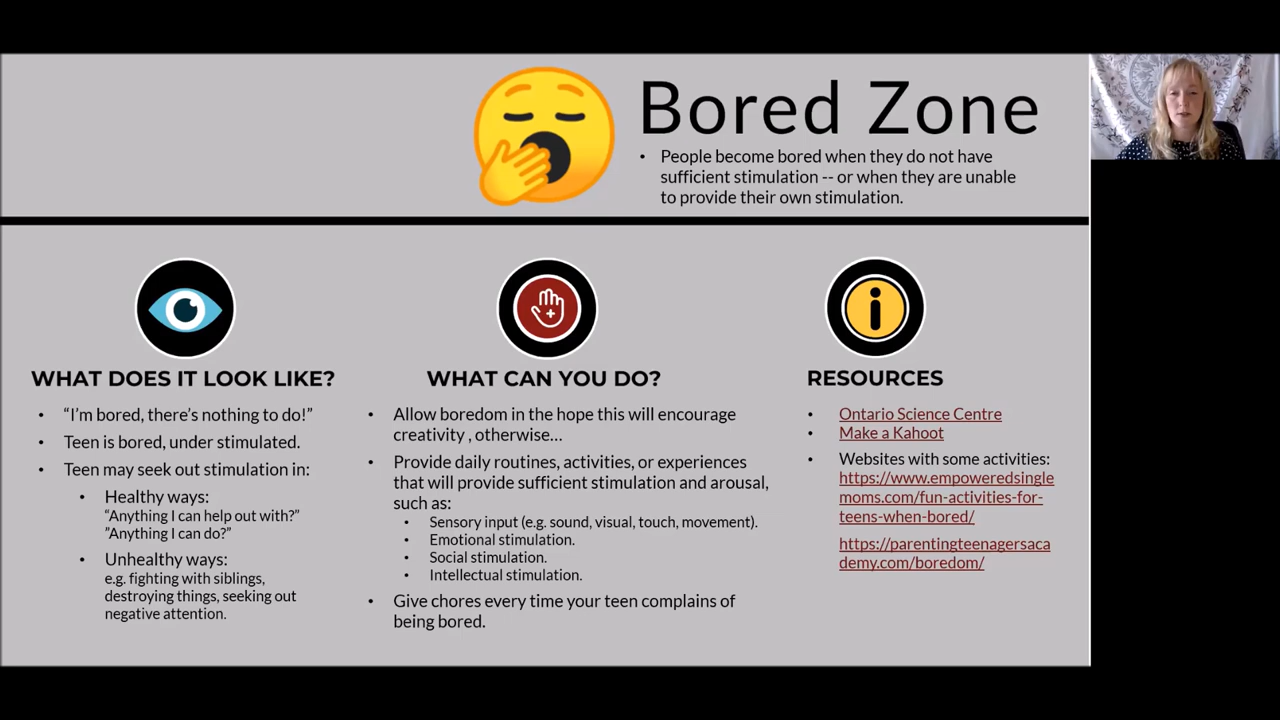 Bored Zone
• People become bored when they do not have
sufficient stimulation -- or when they are unable
to provide their own stimulation.
WHAT DOES IT LOOK LIKE?
• “I’m bored, there’s nothing to do!”
• Teen is bored, under stimulated.
• Teen may seek out stimulation in:
• Healthy ways:
“Anything I can help out with?”
”Anything I can do?”
• Unhealthy ways:
e.g. fighting with siblings,
destroying things, seeking out
negative attention.
WHAT CAN YOU DO?
• Allow boredom in the hope this will encourage
creativity , otherwise…
• Provide daily routines, activities, or experiences
that will provide sufficient stimulation and arousal,
such as:
• Sensory input (e.g. sound, visual, touch, movement).
• Emotional stimulation.
• Social stimulation.
• Intellectual stimulation.
• Give chores every time your teen complains of
being bored.
RESOURCES
• Ontario Science Centre
• Make a Kahoot
• Websites with some activities:
https://www.empoweredsingle
moms.com/fun-activities-for-
teens-when-bored/
https://parentingteenagersaca
demy.com/boredom/